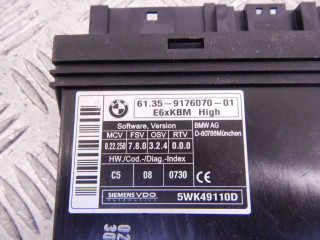 BMW
61.35-9176070-01
E6xKBM High
Software, Version
MCV FSV OSV RTV
0.22.250 7.8.0 3.2.4 0.0.0
BMW AG
D-80788München
HW./Cod.-/Diag.-Index
C5 08 0730
SIEMENS VDO
5WK49110D